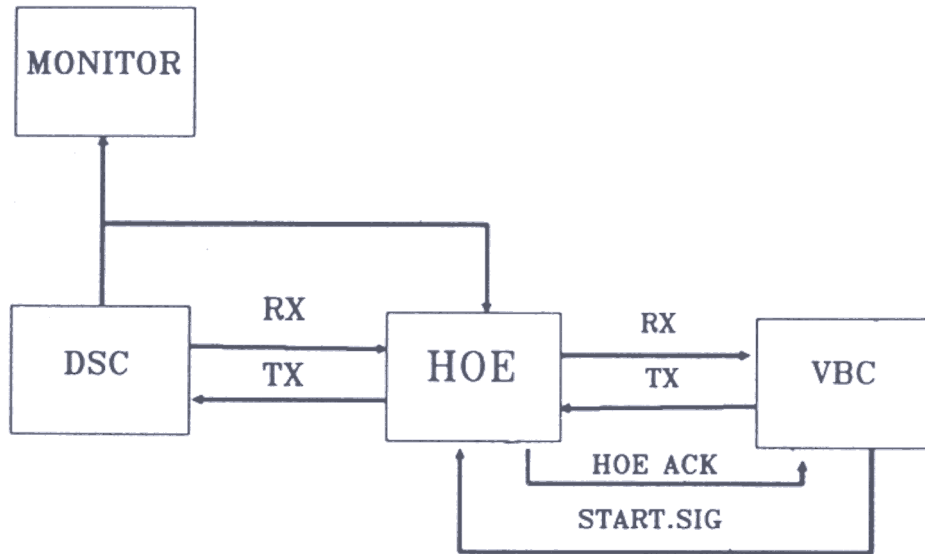 MONITOR
RX
RX
DSC
TX
HOE
TX
VBC
HOE ACK
START.SIG